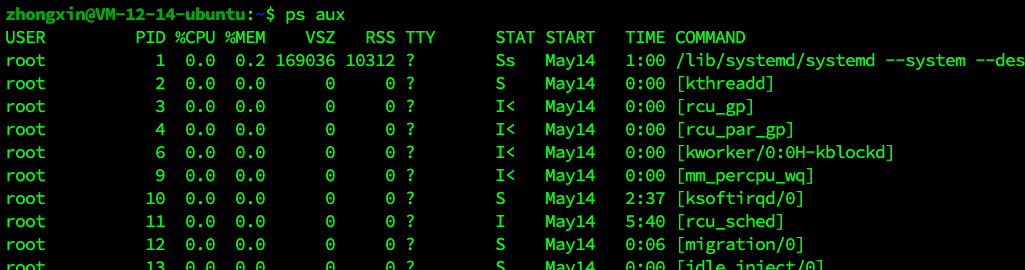 zhongxin@VM-12-14-ubuntu:~$ ps aux
USER         PID %CPU %MEM    VSZ   RSS TTY      STAT START   TIME COMMAND
root           1  0.0  0.2 169036 10312 ?        Ss   May14   1:00 /lib/systemd/systemd --system --des
root           2  0.0  0.0      0     0 ?        S    May14   0:00 [kthreadd]
root           3  0.0  0.0      0     0 ?        I<   May14   0:00 [rcu_gp]
root           4  0.0  0.0      0     0 ?        I<   May14   0:00 [rcu_par_gp]
root           6  0.0  0.0      0     0 ?        I<   May14   0:00 [kworker/0:0H-kblockd]
root           9  0.0  0.0      0     0 ?        I<   May14   0:00 [mm_percpu_wq]
root          10  0.0  0.0      0     0 ?        S    May14   2:37 [ksoftirqd/0]
root          11  0.0  0.0      0     0 ?        I    May14   5:40 [rcu_sched]
root          12  0.0  0.0      0     0 ?        S    May14   0:06 [migration/0]
root          13  0.0  0.0      0     0 ?        S    May14   0:00 [idle_inject/0]